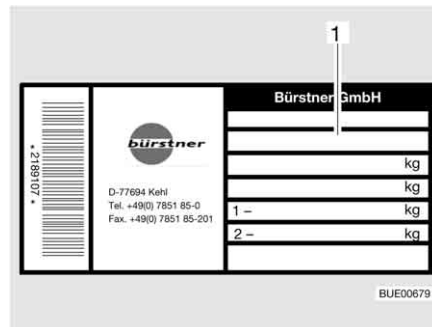 1
Bürstner GmbH
* 2189107 *
bürstner
D-77694 Kehl
Tel. +49(0) 7851 85-0
Fax. +49(0) 7851 85-201
kg
kg
1 – kg
2 – kg
BUE00679